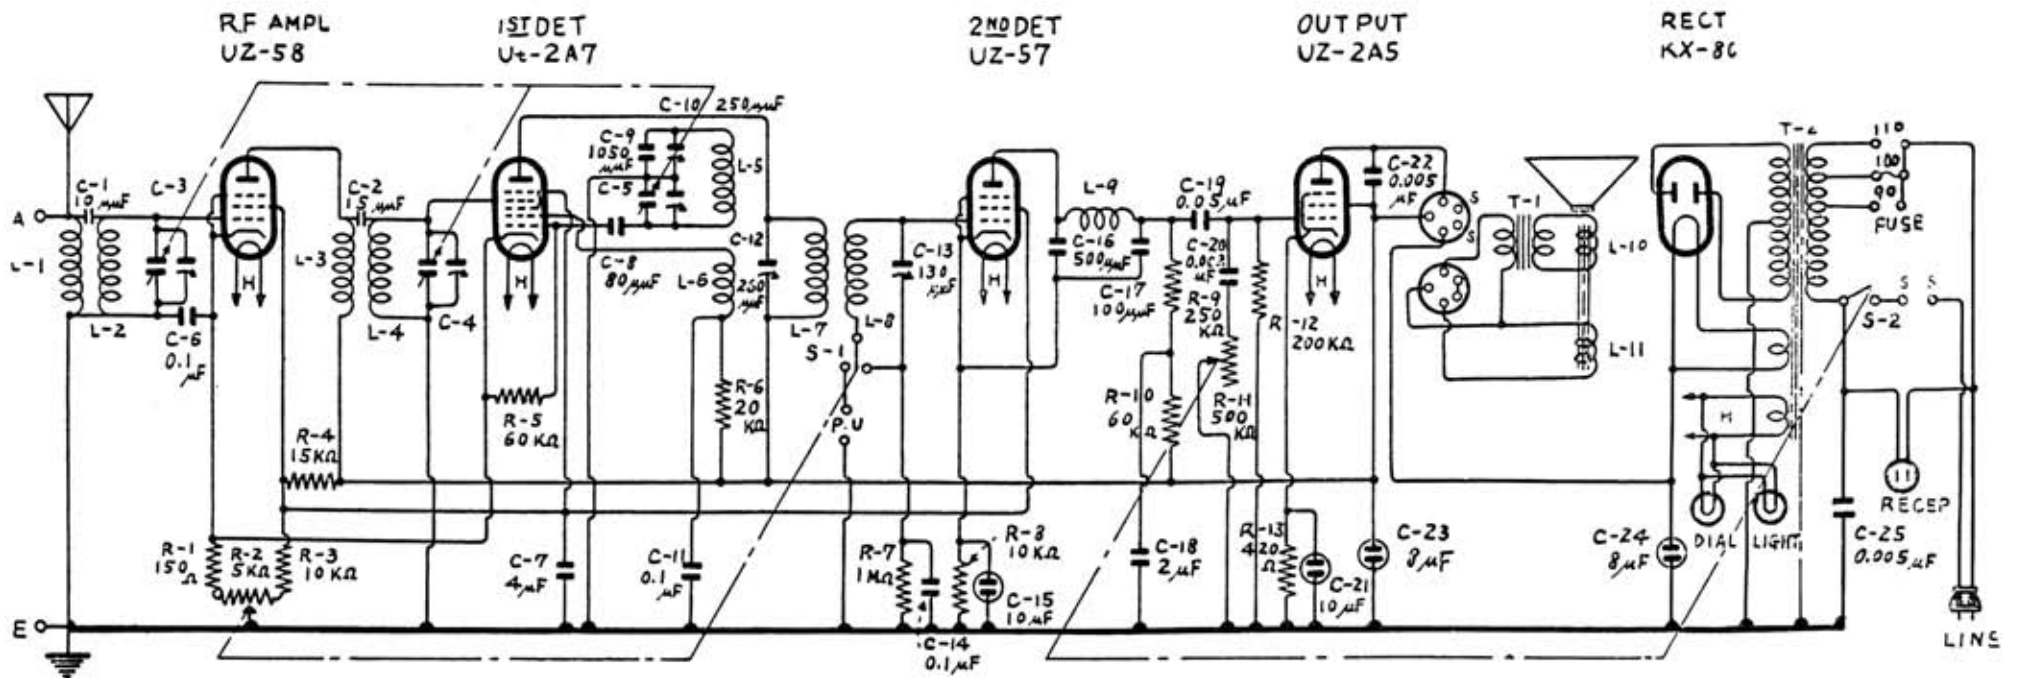 R.F AMPL
UZ-58
1ST DET
Ut-2A7
2ND DET
UZ-57
OUTPUT
UZ-2A5
RECT
KX-80
A
E
C-1
10 μμF
C-3
L-1
L-2
C-6
0.1
μF
H
C-2
15 μμF
L-3
L-4
C-4
H
C-10 250μμF
C-9
1050
μμF
C-5
L-5
C-8
80μμF
L-6
C-12
250
μμF
L-7
L-8
S-1
P.U
R-6
20
KΩ
R-5
60KΩ
R-4
15KΩ
R-1
150
Ω
R-2
5KΩ
R-3
10KΩ
C-7
4μF
C-11
0.1
μF
C-13
130
μμF
H
R-7
1MΩ
C-14
0.1μF
R-8
10KΩ
C-15
10μF
L-9
C-16
500μμF
C-17
100μμF
C-19
0.05μF
C-20
0.003
μF
R-9
250
KΩ
R-10
60
KΩ
R-11
500
KΩ
R-12
200KΩ
C-18
2μF
H
R-13
420
Ω
C-21
10μF
C-22
0.005
μF
C-23
8μF
S
S
T-1
L-10
L-11
C-24
8μF
T-2
110
100
90
FUSE
S S
S-2
H
DIAL LIGHT
RECEP
C-25
0.005μF
LINE